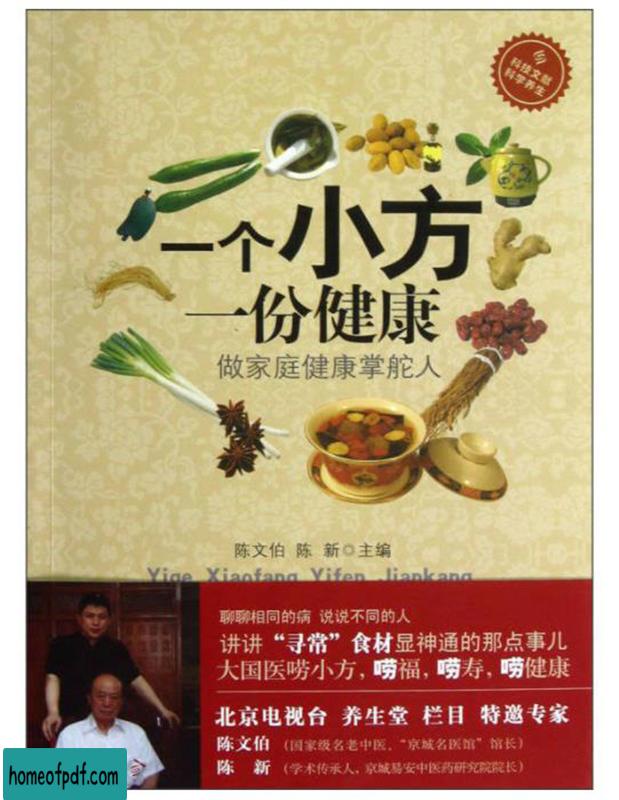 科技文献
科学养生
一个小方
一份健康
做家庭健康掌舵人
陈文伯 陈 新◎主编
Yige Xiaofang Yifen Jiankang
聊聊相同的病 说说不同的人
讲讲“寻常”食材显神通的那点事儿
大国医唠小方，唠福，唠寿，唠健康
北京电视台 养生堂 栏目 特邀专家
陈文伯（国家级名老中医，“京城名医馆”馆长）
陈 新（学术传承人，京城易安中医药研究院院长）
homeofpdf.com